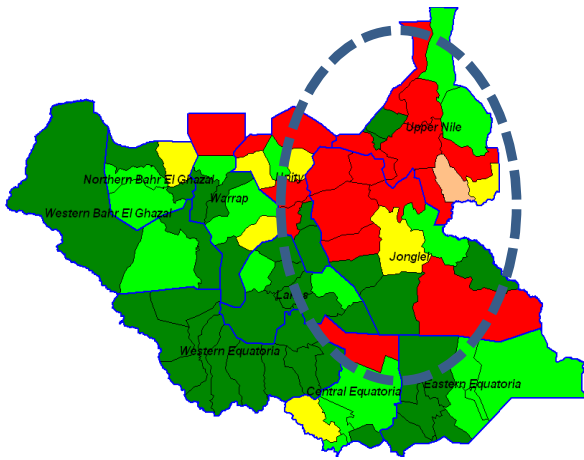 Upper Nile
Unity
Northern Bahr El Ghazal
Warrap
Western Bahr El Ghazal
Jonglei
Lakes
Western Equatoria
Central Equatoria
Eastern Equatoria